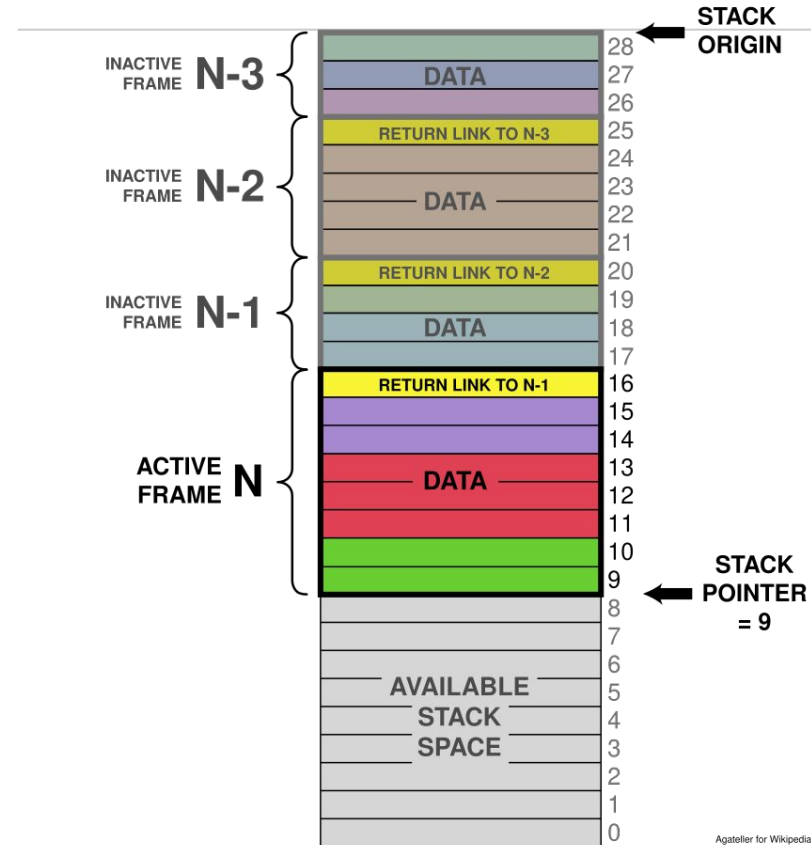 STACK
ORIGIN
INACTIVE
FRAME N-3
DATA
28
27
26
INACTIVE
FRAME N-2
RETURN LINK TO N-3
DATA
25
24
23
22
21
INACTIVE
FRAME N-1
RETURN LINK TO N-2
DATA
20
19
18
17
ACTIVE
FRAME N
RETURN LINK TO N-1
DATA
16
15
14
13
12
11
10
9
STACK
POINTER
= 9
AVAILABLE
STACK
SPACE
8
7
6
5
4
3
2
1
0
Agateller for Wikipedia